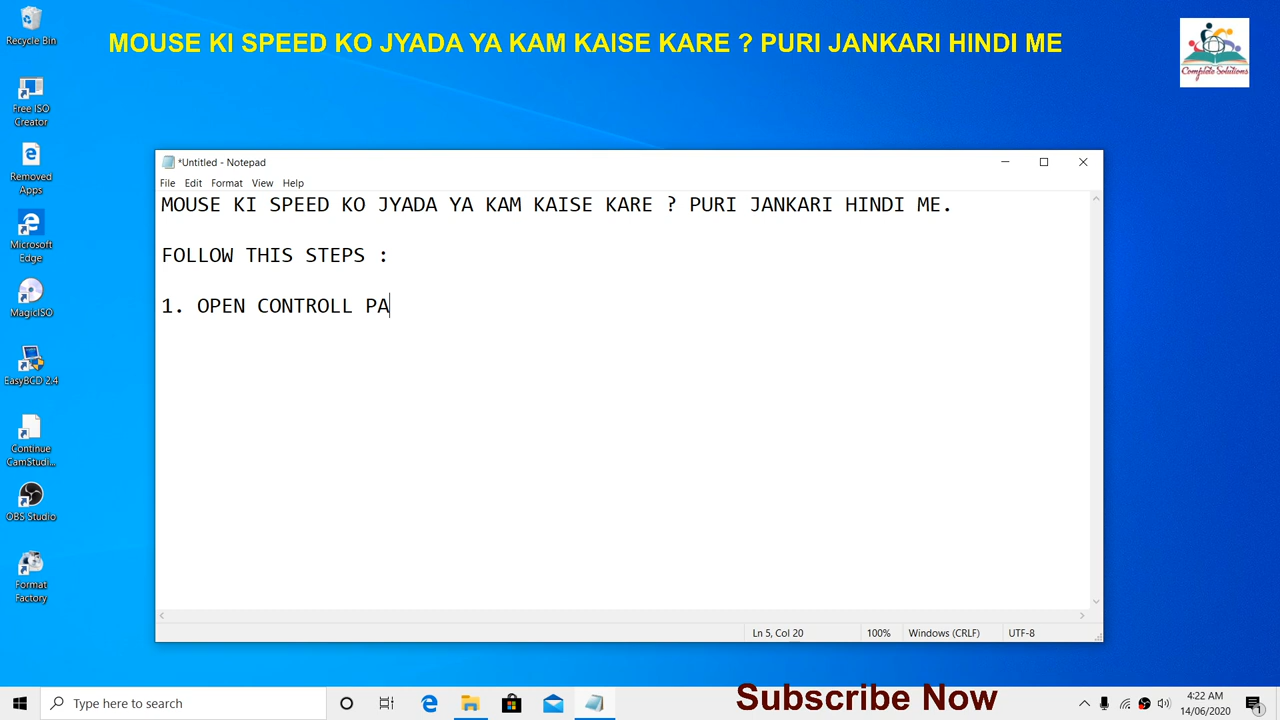 MOUSE KI SPEED KO JYADA YA KAM KAISE KARE ? PURI JANKARI HINDI ME
Complete Solutions
Recycle Bin
Free ISO
Creator
Removed
Apps
Microsoft
Edge
MagicISO
EasyBCD 2.4
Continue
CamStudi...
OBS Studio
Format
Factory
*Untitled - Notepad
File Edit Format View Help
MOUSE KI SPEED KO JYADA YA KAM KAISE KARE ? PURI JANKARI HINDI ME.
FOLLOW THIS STEPS :
1. OPEN CONTROLL PA
Ln 5, Col 20 100% Windows (CRLF) UTF-8
Type here to search
Subscribe Now
4:22 AM
14/06/2020
1